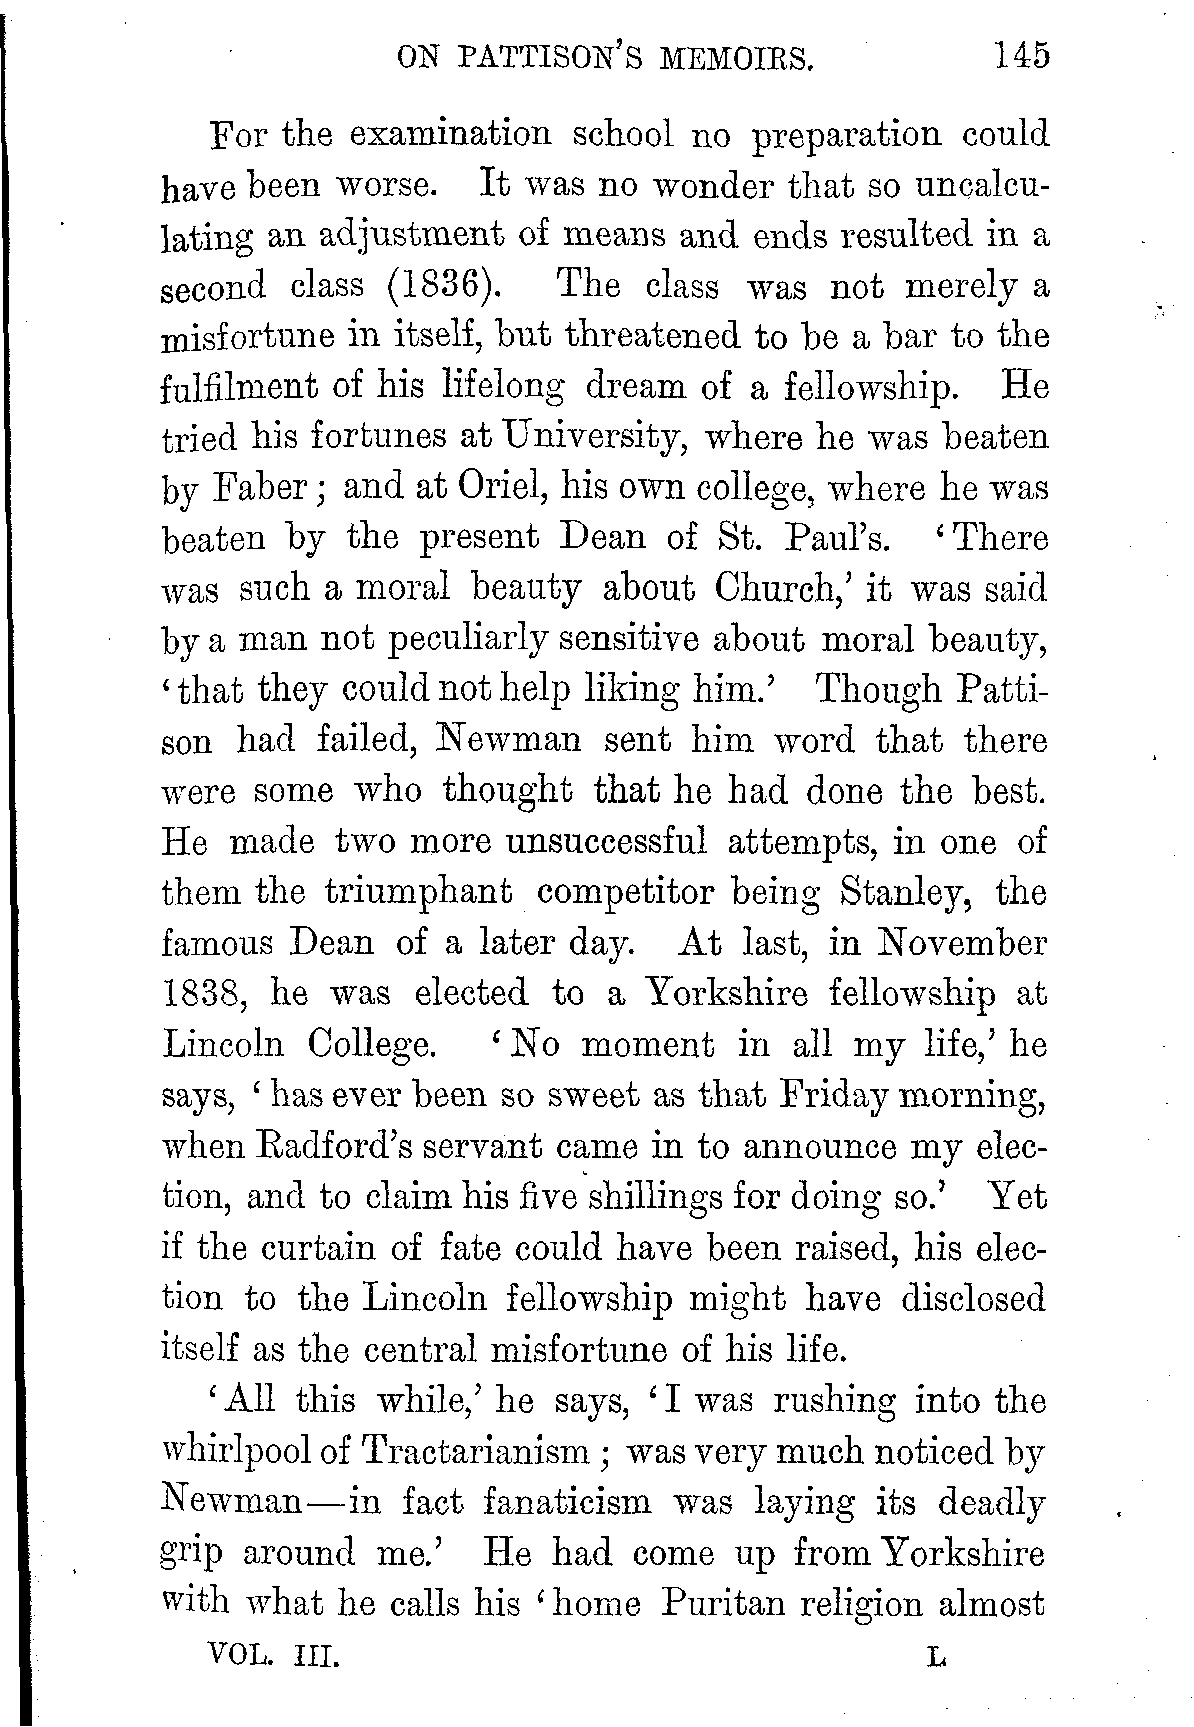 ON PATTISON'S MEMOIRS. 145
For the examination school no preparation could
have been worse. It was no wonder that so uncalcu-
lating an adjustment of means and ends resulted in a
second class (1836). The class was not merely a
misfortune in itself, but threatened to be a bar to the
fulfilment of his lifelong dream of a fellowship. He
tried his fortunes at University, where he was beaten
by Faber; and at Oriel, his own college, where he was
beaten by the present Dean of St. Paul's. 'There
was such a moral beauty about Church,' it was said
by a man not peculiarly sensitive about moral beauty,
'that they could not help liking him.' Though Patti-
son had failed, Newman sent him word that there
were some who thought that he had done the best.
He made two more unsuccessful attempts, in one of
them the triumphant competitor being Stanley, the
famous Dean of a later day. At last, in November
1838, he was elected to a Yorkshire fellowship at
Lincoln College. 'No moment in all my life,' he
says, 'has ever been so sweet as that Friday morning,
when Radford's servant came in to announce my elec-
tion, and to claim his five shillings for doing so.' Yet
if the curtain of fate could have been raised, his elec-
tion to the Lincoln fellowship might have disclosed
itself as the central misfortune of his life.
'All this while,' he says, 'I was rushing into the
whirlpool of Tractarianism; was very much noticed by
Newman—in fact fanaticism was laying its deadly
grip around me.' He had come up from Yorkshire
with what he calls his 'home Puritan religion almost
VOL. III. L